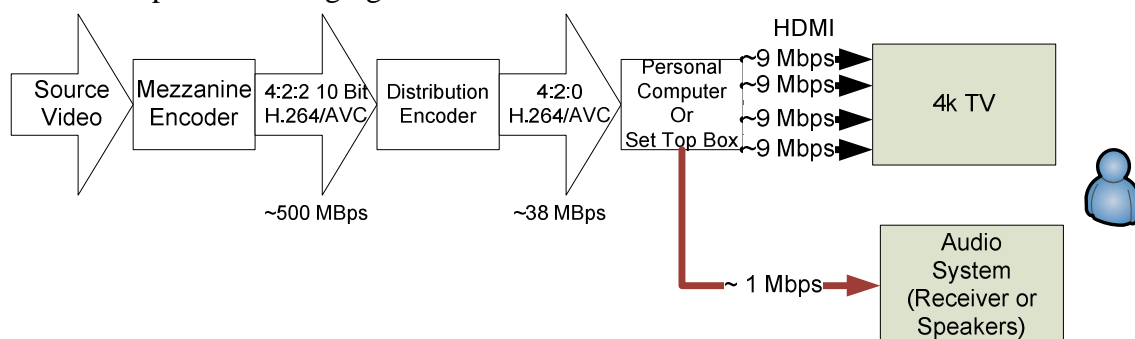 Source
Video
Mezzanine
Encoder
4:2:2 10 Bit
H.264/AVC
~500 MBps
Distribution
Encoder
4:2:0
H.264/AVC
~38 MBps
Personal
Computer
Or
Set Top Box
HDMI
~9 Mbps
~9 Mbps
~9 Mbps
~9 Mbps
4k TV
~ 1 Mbps
Audio
System
(Receiver or
Speakers)